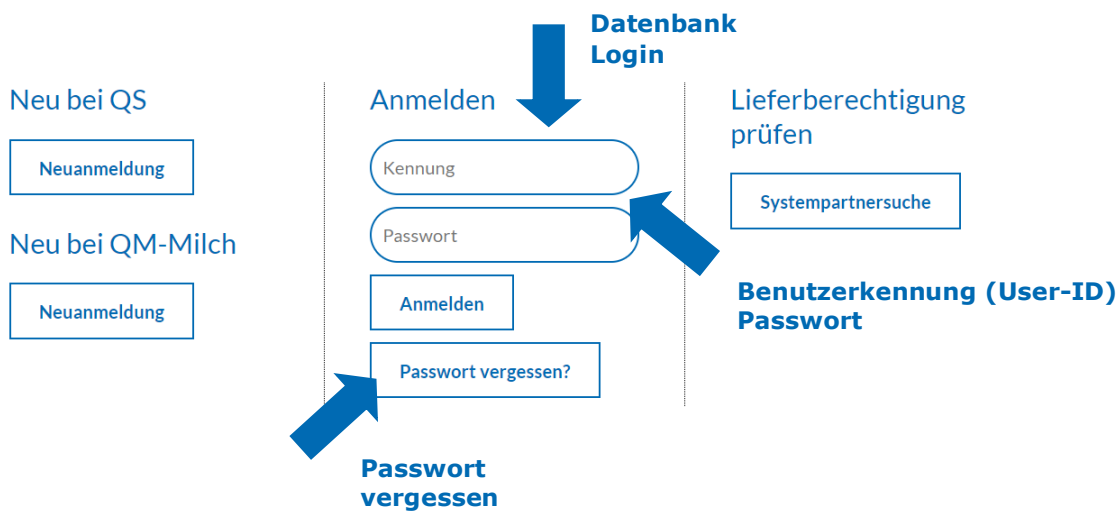 Datenbank
Login
Neu bei QS
Neuanmeldung
Neu bei QM-Milch
Neuanmeldung
Anmelden
Kennung
Passwort
Anmelden
Passwort vergessen?
Lieferberechtigung
prüfen
Systempartnersuche
Benutzerkennung (User-ID)
Passwort
Passwort
vergessen